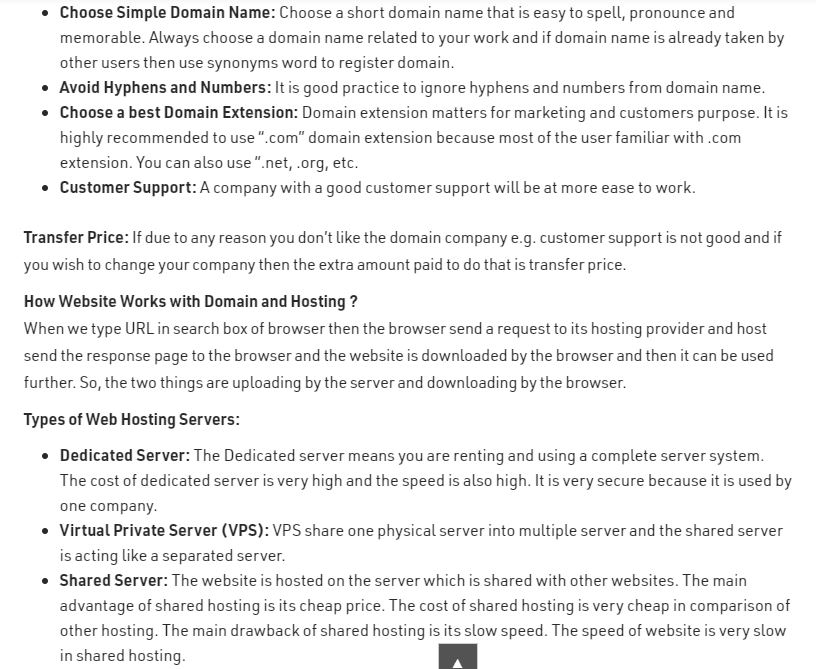 • Choose Simple Domain Name: Choose a short domain name that is easy to spell, pronounce and
memorable. Always choose a domain name related to your work and if domain name is already taken by
other users then use synonyms word to register domain.
• Avoid Hyphens and Numbers: It is good practice to ignore hyphens and numbers from domain name.
• Choose a best Domain Extension: Domain extension matters for marketing and customers purpose. It is
highly recommended to use “.com” domain extension because most of the user familiar with .com
extension. You can also use “.net, .org, etc.
• Customer Support: A company with a good customer support will be at more ease to work.
Transfer Price: If due to any reason you don’t like the domain company e.g. customer support is not good and if
you wish to change your company then the extra amount paid to do that is transfer price.
How Website Works with Domain and Hosting ?
When we type URL in search box of browser then the browser send a request to its hosting provider and host
send the response page to the browser and the website is downloaded by the browser and then it can be used
further. So, the two things are uploading by the server and downloading by the browser.
Types of Web Hosting Servers:
• Dedicated Server: The Dedicated server means you are renting and using a complete server system.
The cost of dedicated server is very high and the speed is also high. It is very secure because it is used by
one company.
• Virtual Private Server (VPS): VPS share one physical server into multiple server and the shared server
is acting like a separated server.
• Shared Server: The website is hosted on the server which is shared with other websites. The main
advantage of shared hosting is its cheap price. The cost of shared hosting is very cheap in comparison of
other hosting. The main drawback of shared hosting is its slow speed. The speed of website is very slow
in shared hosting.